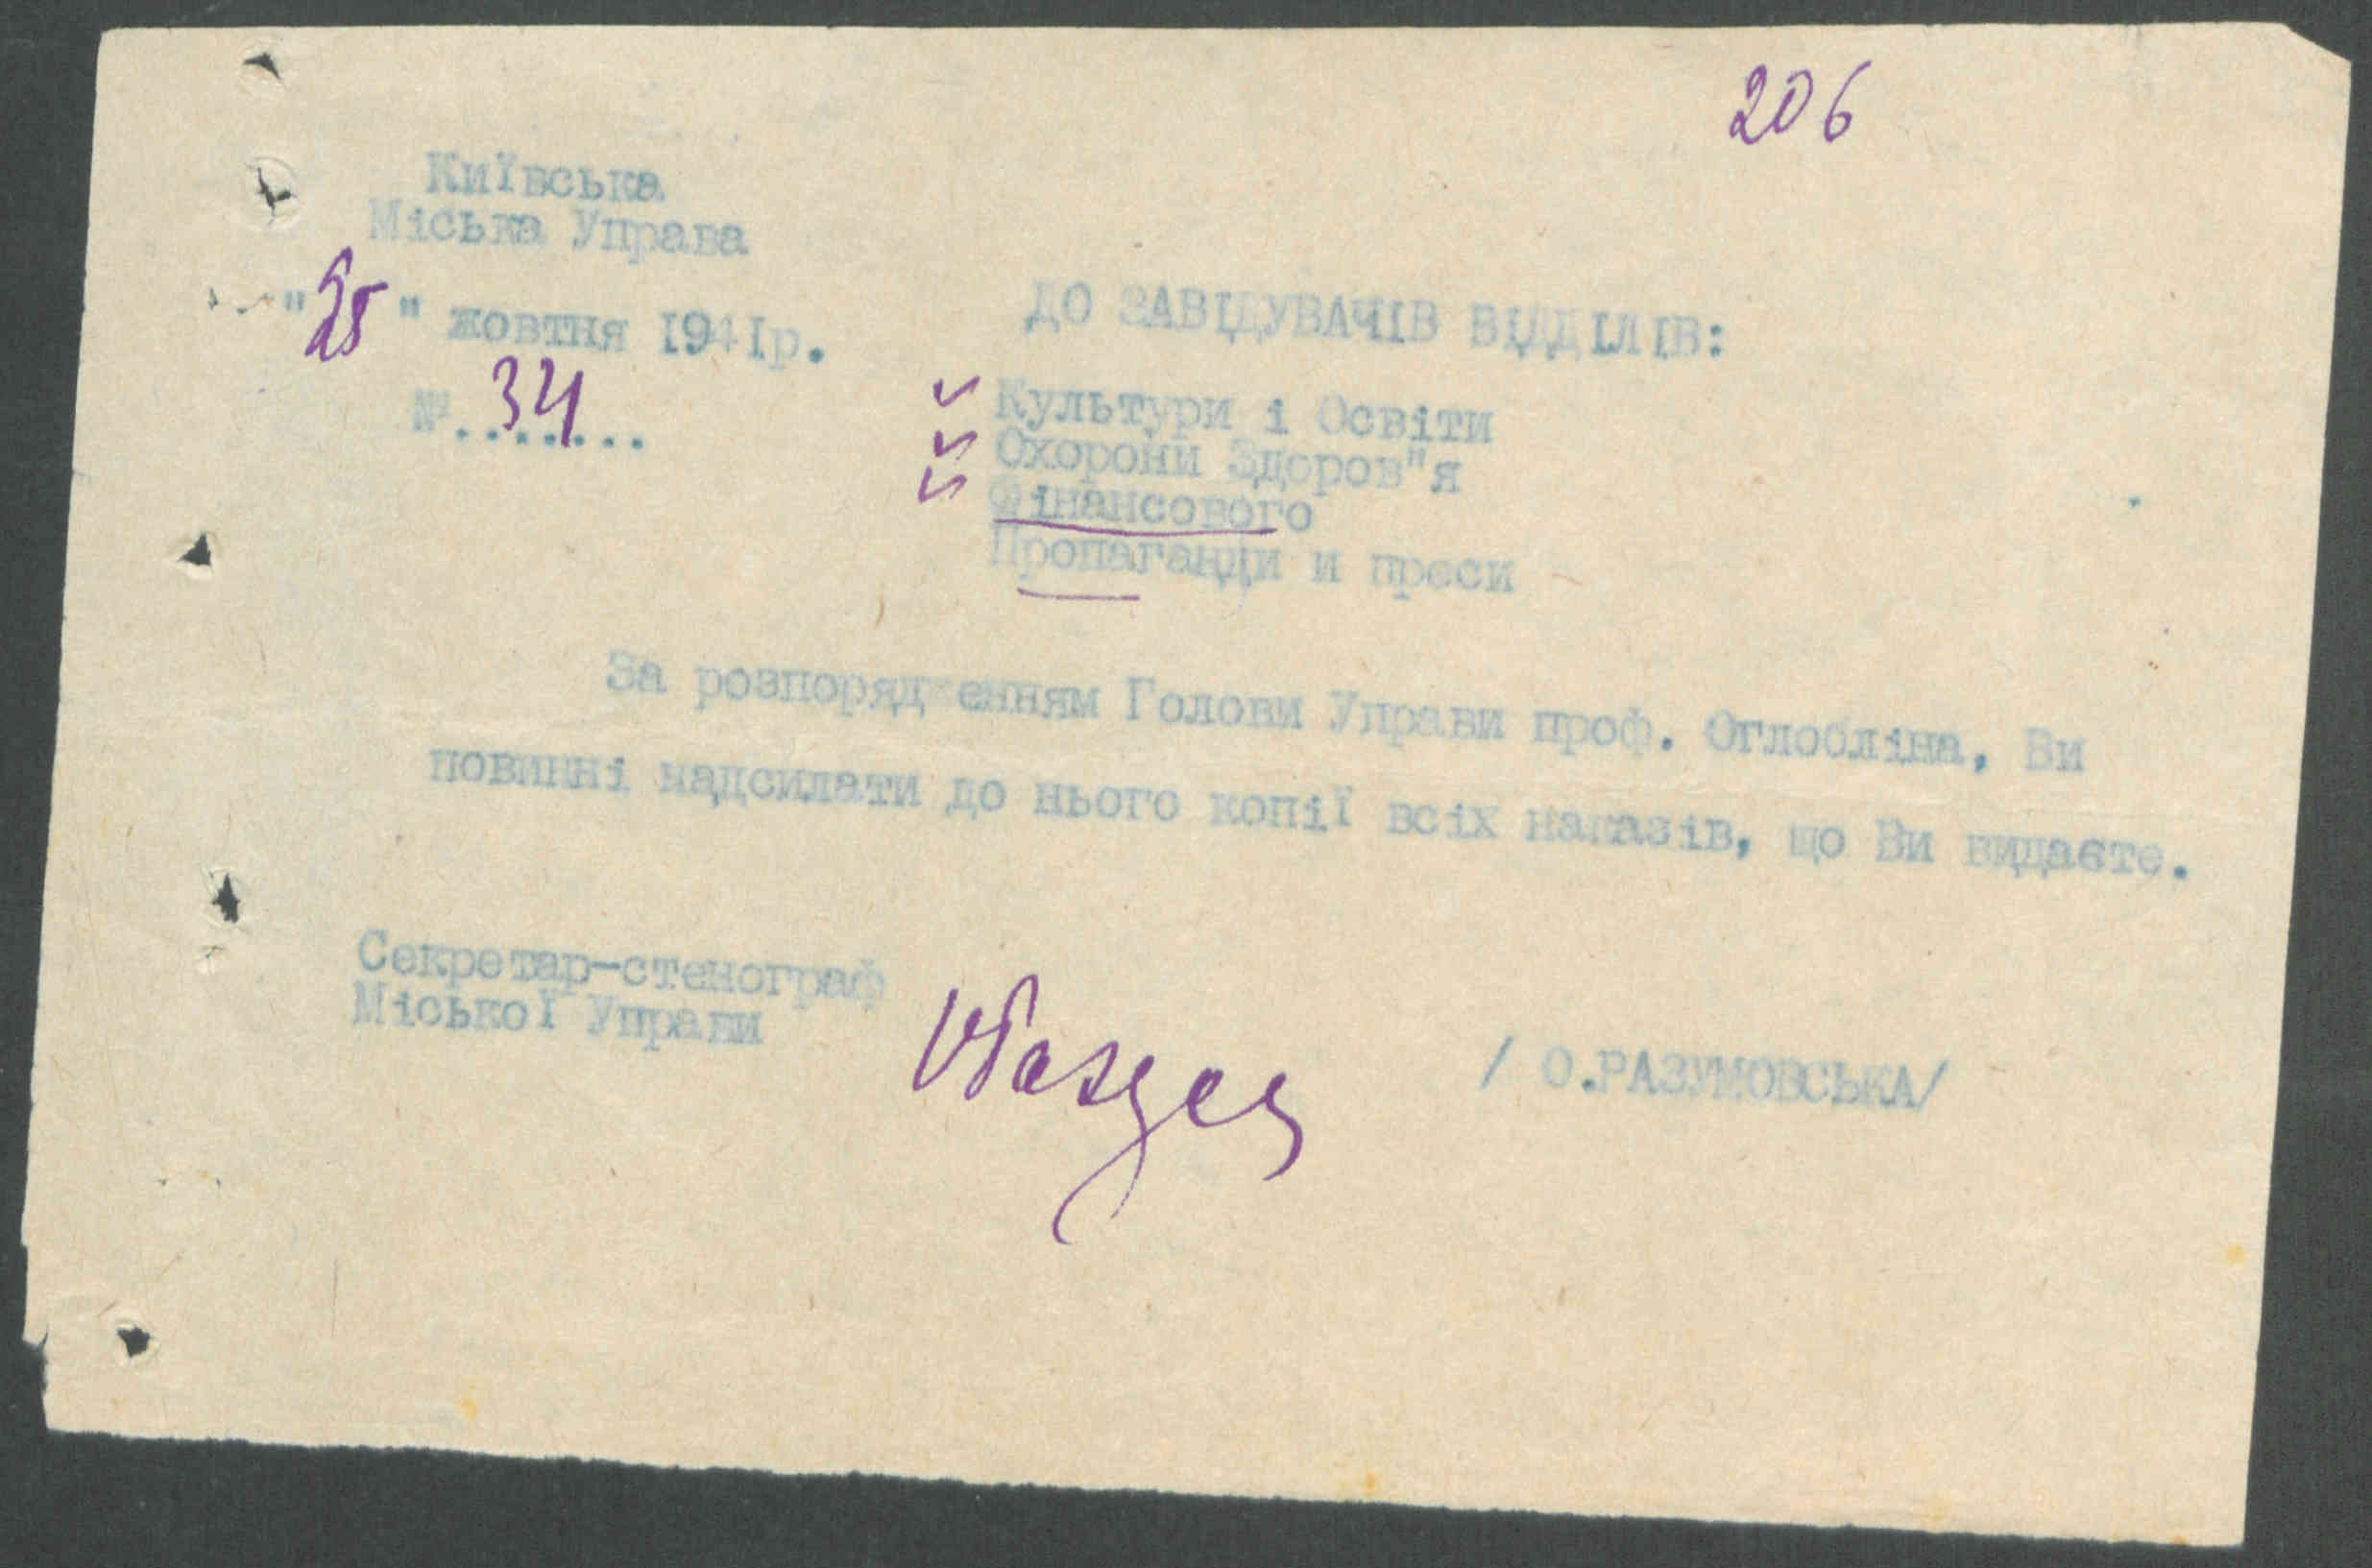 206
Київська
Міська Управа
"25" жовтня 1941р.
№ 34
ДО ЗАВІДУВАЧІВ ВІДДІЛІВ:
Культури і Освіти
Охорони Здоров"я
Фінансового
Пропаганди и преси
За розпорядженням Голови Управи проф. Оглобліна, Ви
повинні надсилати до нього копії всіх наказів, що Ви видаєте.
Секретар-стенограф
Міської Управи
/ О.РАЗУМОВСЬКА/